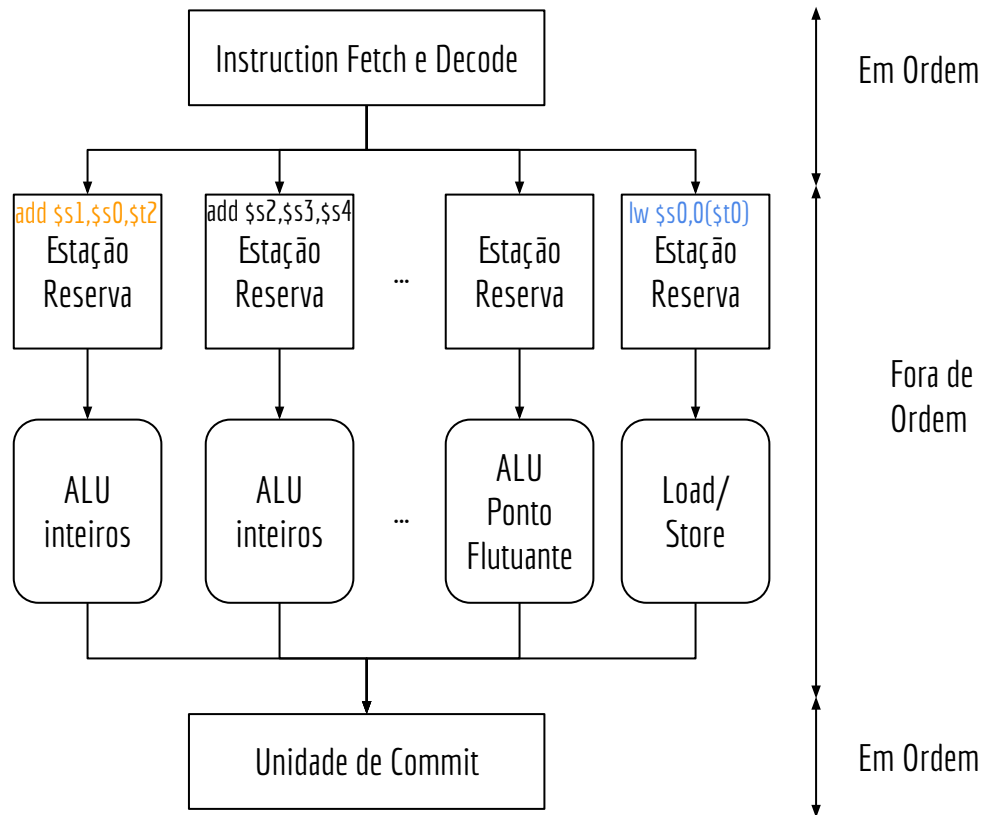 Instruction Fetch e Decode
Em Ordem
add $s1,$s0,$t2
Estação
Reserva
add $s2,$s3,$s4
Estação
Reserva
...
Estação
Reserva
lw $s0,0($t0)
Estação
Reserva
Fora de
Ordem
ALU
inteiros
ALU
inteiros
...
ALU
Ponto
Flutuante
Load/
Store
Unidade de Commit
Em Ordem